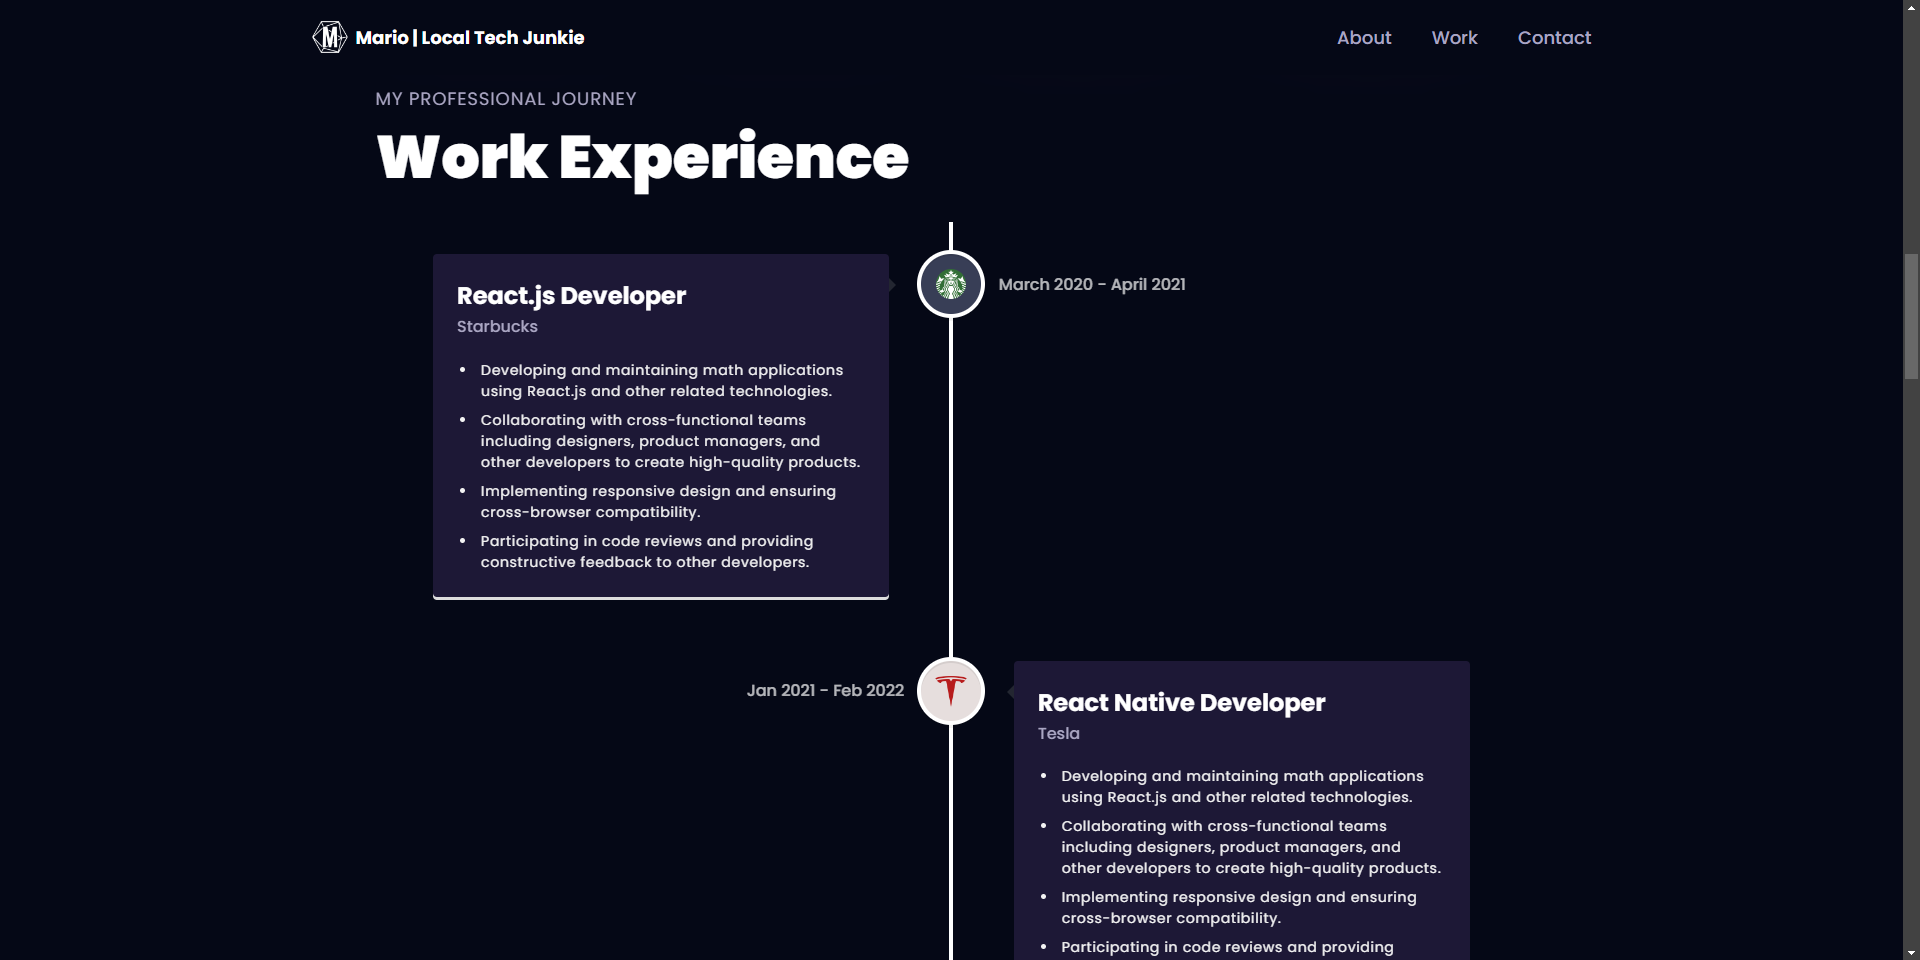 Mario | Local Tech Junkie
About
Work
Contact
MY PROFESSIONAL JOURNEY
Work Experience
React.js Developer
Starbucks
• Developing and maintaining math applications
using React.js and other related technologies.
• Collaborating with cross-functional teams
including designers, product managers, and
other developers to create high-quality products.
• Implementing responsive design and ensuring
cross-browser compatibility.
• Participating in code reviews and providing
constructive feedback to other developers.
March 2020 - April 2021
Jan 2021 - Feb 2022
React Native Developer
Tesla
• Developing and maintaining math applications
using React.js and other related technologies.
• Collaborating with cross-functional teams
including designers, product managers, and
other developers to create high-quality products.
• Implementing responsive design and ensuring
cross-browser compatibility.
• Participating in code reviews and providing